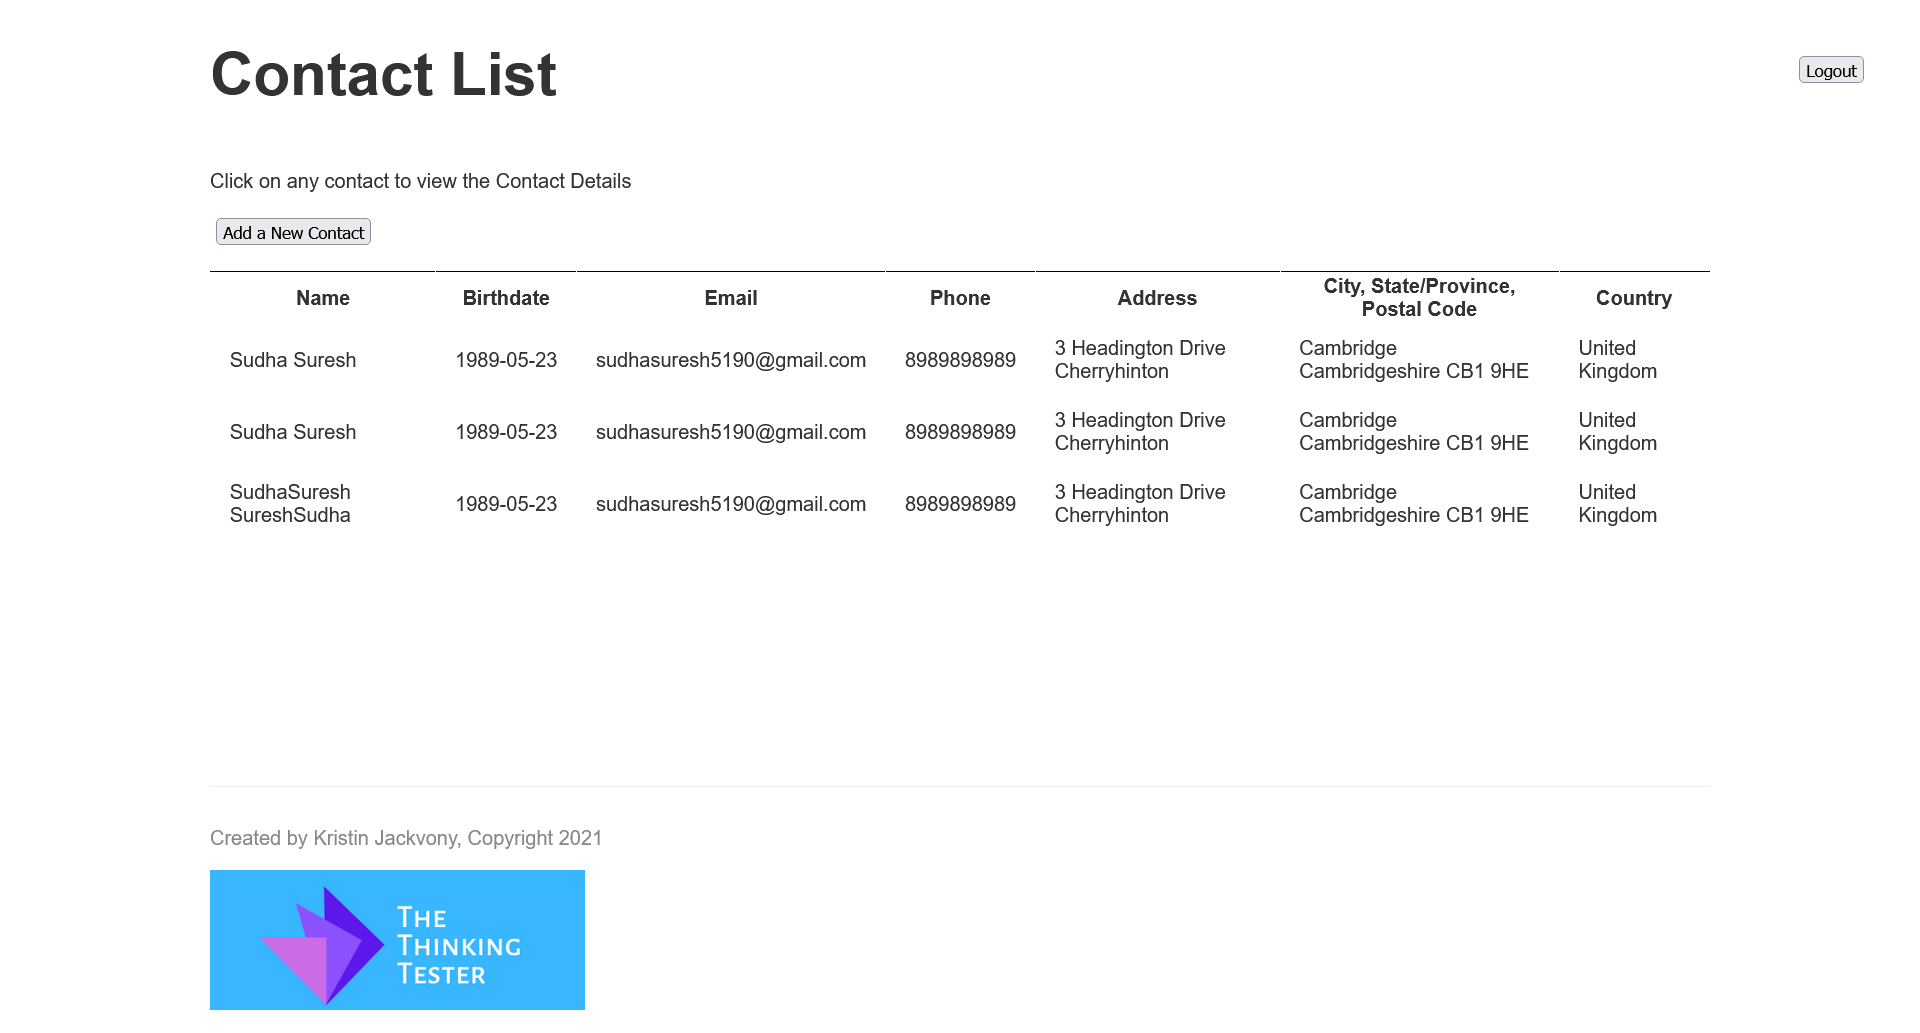 Contact List
Logout
Click on any contact to view the Contact Details
Add a New Contact
Name Birthdate Email Phone Address City, State/Province, Postal Code Country
Sudha Suresh 1989-05-23 sudhasuresh5190@gmail.com 8989898989 3 Headington Drive Cherryhinton Cambridge Cambridgeshire CB1 9HE United Kingdom
Sudha Suresh 1989-05-23 sudhasuresh5190@gmail.com 8989898989 3 Headington Drive Cherryhinton Cambridge Cambridgeshire CB1 9HE United Kingdom
SudhaSuresh SureshSudha 1989-05-23 sudhasuresh5190@gmail.com 8989898989 3 Headington Drive Cherryhinton Cambridge Cambridgeshire CB1 9HE United Kingdom
Created by Kristin Jackvony, Copyright 2021
THE
THINKING
TESTER